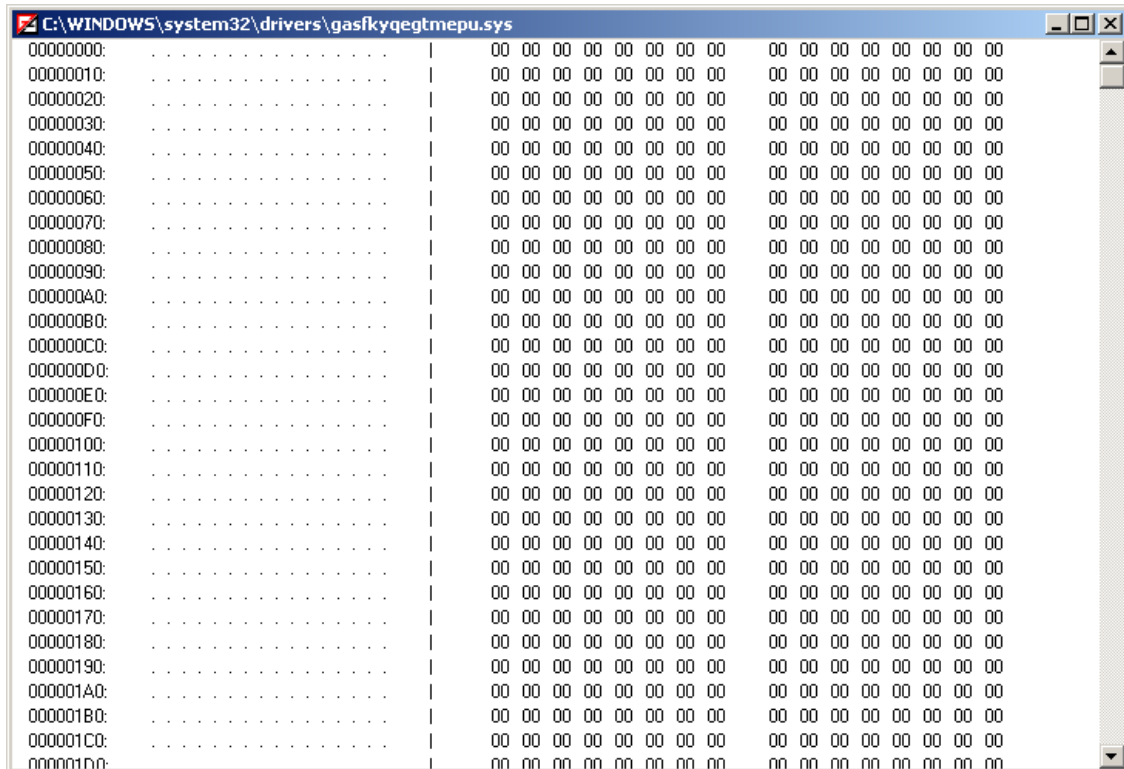 C:\WINDOWS\system32\drivers\gasfkyqegtmepu.sys
00000000: . . . . . . . . . . . . . . . . | 00 00 00 00 00 00 00 00 00 00 00 00 00 00 00 00
00000010: . . . . . . . . . . . . . . . . | 00 00 00 00 00 00 00 00 00 00 00 00 00 00 00 00
00000020: . . . . . . . . . . . . . . . . | 00 00 00 00 00 00 00 00 00 00 00 00 00 00 00 00
00000030: . . . . . . . . . . . . . . . . | 00 00 00 00 00 00 00 00 00 00 00 00 00 00 00 00
00000040: . . . . . . . . . . . . . . . . | 00 00 00 00 00 00 00 00 00 00 00 00 00 00 00 00
00000050: . . . . . . . . . . . . . . . . | 00 00 00 00 00 00 00 00 00 00 00 00 00 00 00 00
00000060: . . . . . . . . . . . . . . . . | 00 00 00 00 00 00 00 00 00 00 00 00 00 00 00 00
00000070: . . . . . . . . . . . . . . . . | 00 00 00 00 00 00 00 00 00 00 00 00 00 00 00 00
00000080: . . . . . . . . . . . . . . . . | 00 00 00 00 00 00 00 00 00 00 00 00 00 00 00 00
00000090: . . . . . . . . . . . . . . . . | 00 00 00 00 00 00 00 00 00 00 00 00 00 00 00 00
000000A0: . . . . . . . . . . . . . . . . | 00 00 00 00 00 00 00 00 00 00 00 00 00 00 00 00
000000B0: . . . . . . . . . . . . . . . . | 00 00 00 00 00 00 00 00 00 00 00 00 00 00 00 00
000000C0: . . . . . . . . . . . . . . . . | 00 00 00 00 00 00 00 00 00 00 00 00 00 00 00 00
000000D0: . . . . . . . . . . . . . . . . | 00 00 00 00 00 00 00 00 00 00 00 00 00 00 00 00
000000E0: . . . . . . . . . . . . . . . . | 00 00 00 00 00 00 00 00 00 00 00 00 00 00 00 00
000000F0: . . . . . . . . . . . . . . . . | 00 00 00 00 00 00 00 00 00 00 00 00 00 00 00 00
00000100: . . . . . . . . . . . . . . . . | 00 00 00 00 00 00 00 00 00 00 00 00 00 00 00 00
00000110: . . . . . . . . . . . . . . . . | 00 00 00 00 00 00 00 00 00 00 00 00 00 00 00 00
00000120: . . . . . . . . . . . . . . . . | 00 00 00 00 00 00 00 00 00 00 00 00 00 00 00 00
00000130: . . . . . . . . . . . . . . . . | 00 00 00 00 00 00 00 00 00 00 00 00 00 00 00 00
00000140: . . . . . . . . . . . . . . . . | 00 00 00 00 00 00 00 00 00 00 00 00 00 00 00 00
00000150: . . . . . . . . . . . . . . . . | 00 00 00 00 00 00 00 00 00 00 00 00 00 00 00 00
00000160: . . . . . . . . . . . . . . . . | 00 00 00 00 00 00 00 00 00 00 00 00 00 00 00 00
00000170: . . . . . . . . . . . . . . . . | 00 00 00 00 00 00 00 00 00 00 00 00 00 00 00 00
00000180: . . . . . . . . . . . . . . . . | 00 00 00 00 00 00 00 00 00 00 00 00 00 00 00 00
00000190: . . . . . . . . . . . . . . . . | 00 00 00 00 00 00 00 00 00 00 00 00 00 00 00 00
000001A0: . . . . . . . . . . . . . . . . | 00 00 00 00 00 00 00 00 00 00 00 00 00 00 00 00
000001B0: . . . . . . . . . . . . . . . . | 00 00 00 00 00 00 00 00 00 00 00 00 00 00 00 00
000001C0: . . . . . . . . . . . . . . . . | 00 00 00 00 00 00 00 00 00 00 00 00 00 00 00 00
000001D0: . . . . . . . . . . . . . . . . | 00 00 00 00 00 00 00 00 00 00 00 00 00 00 00 00